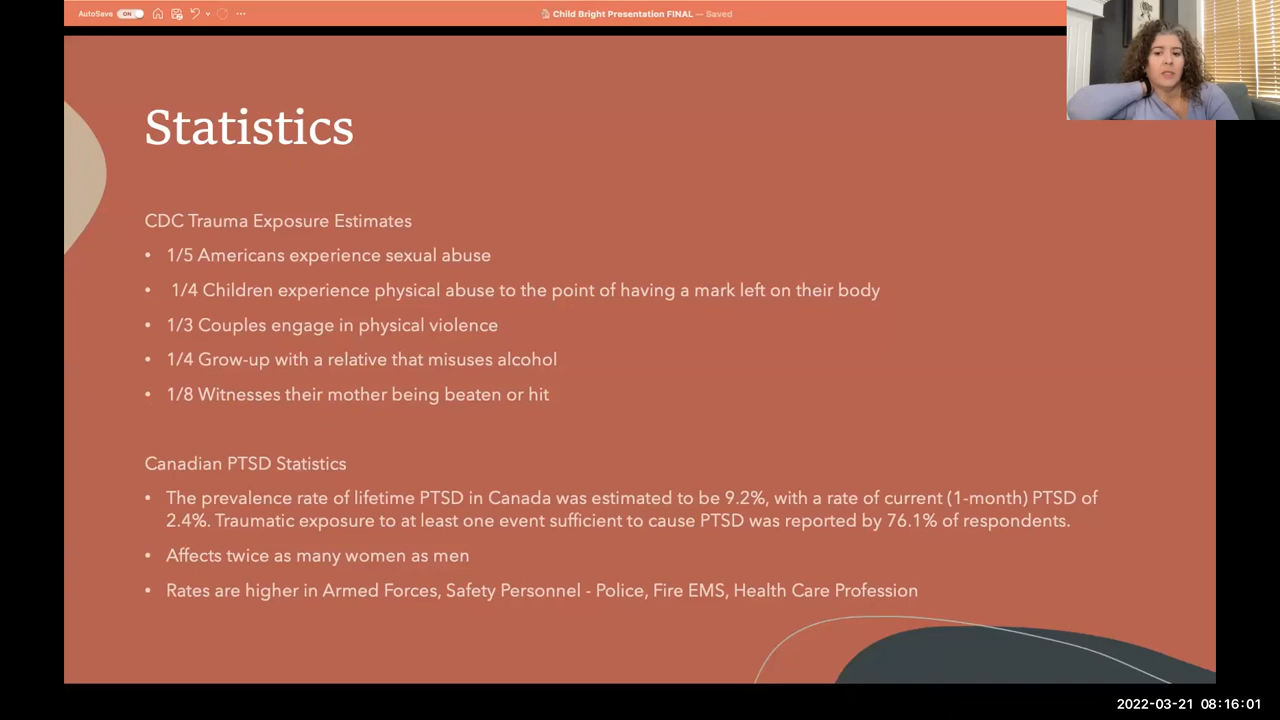 AutoSave ON Child Bright Presentation FINAL — Saved
Statistics
CDC Trauma Exposure Estimates
• 1/5 Americans experience sexual abuse
• 1/4 Children experience physical abuse to the point of having a mark left on their body
• 1/3 Couples engage in physical violence
• 1/4 Grow-up with a relative that misuses alcohol
• 1/8 Witnesses their mother being beaten or hit
Canadian PTSD Statistics
• The prevalence rate of lifetime PTSD in Canada was estimated to be 9.2%, with a rate of current (1-month) PTSD of
2.4%. Traumatic exposure to at least one event sufficient to cause PTSD was reported by 76.1% of respondents.
• Affects twice as many women as men
• Rates are higher in Armed Forces, Safety Personnel - Police, Fire EMS, Health Care Profession
2022-03-21 08:16:01